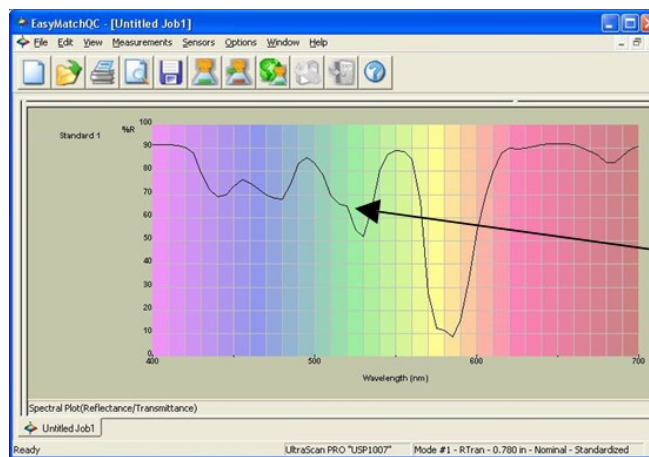 EasyMatchQC - [Untitled Job1]
File Edit View Measurements Sensors Options Window Help
Standard 1
%R
100
90
80
70
60
50
40
30
20
10
0
400 500 600 700
Wavelength (nm)
Spectral Plot(Reflectance/Transmittance)
Untitled Job1
Ready UltraScan PRO "USP1007" Mode #1 - RTran - 0.780 in - Nominal - Standardized